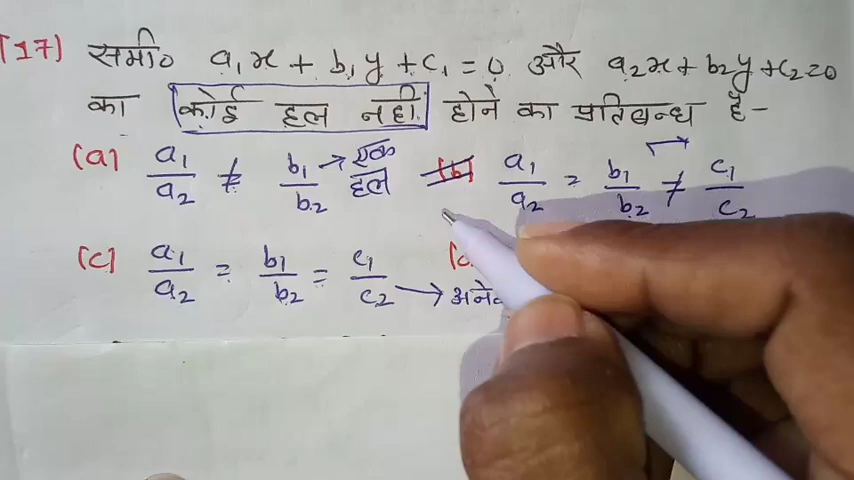 (17) समी० a₁x + b₁y + c₁ = 0 और a₂x + b₂y + c₂ = 0
का कोई हल नहीं होने का प्रतिबन्ध है-
(a) a₁/a₂ ≠ b₁/b₂ → एक हल (b) a₁/a₂ = b₁/b₂ ≠ c₁/c₂
(c) a₁/a₂ = b₁/b₂ = c₁/c₂ → (d